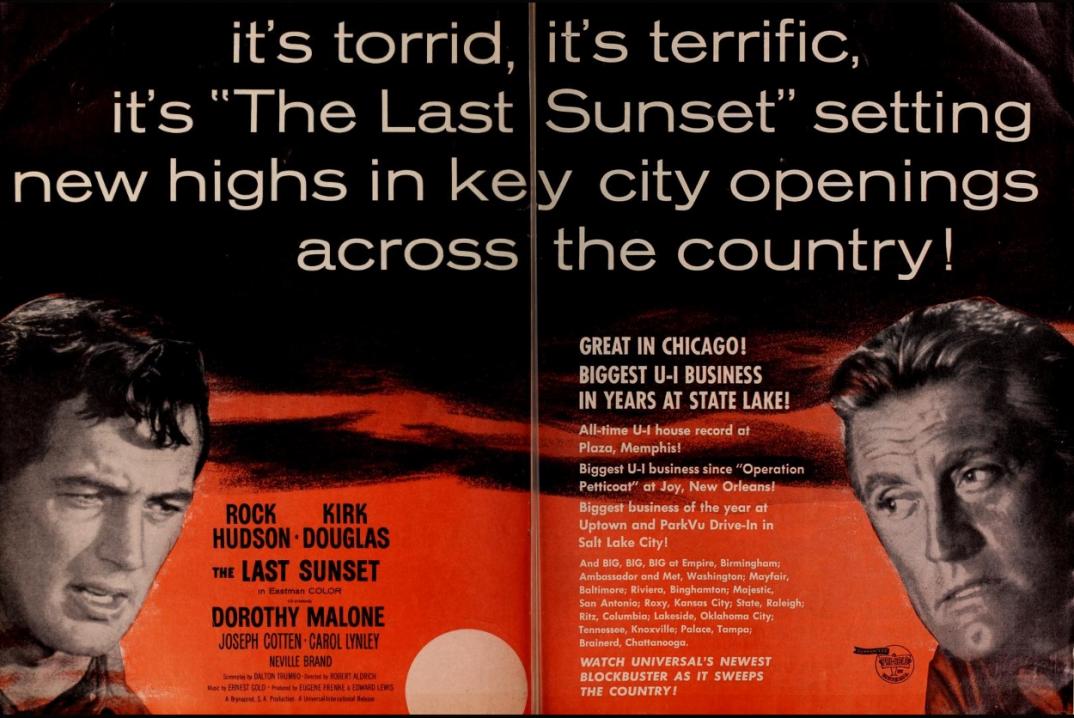 it's torrid, it's terrific,
it's "The Last Sunset" setting
new highs in key city openings
across the country!
ROCK HUDSON · KIRK DOUGLAS
THE LAST SUNSET
in Eastman COLOR
DOROTHY MALONE
JOSEPH COTTEN · CAROL LYNLEY
NEVILLE BRAND
Screenplay by DALTON TRUMBO · Directed by ROBERT ALDRICH
Music by ERNEST GOLD · Produced by EUGENE FRENKE & EDWARD LEWIS
A Brynaprod, S. A. Production · A Universal-International Release
GREAT IN CHICAGO!
BIGGEST U-I BUSINESS
IN YEARS AT STATE LAKE!
All-time U-I house record at
Plaza, Memphis!
Biggest U-I business since "Operation
Petticoat" at Joy, New Orleans!
Biggest business of the year at
Uptown and ParkVu Drive-In in
Salt Lake City!
And BIG, BIG, BIG at Empire, Birmingham;
Ambassador and Met, Washington; Mayfair,
Baltimore; Riviera, Binghamton; Majestic,
San Antonio; Roxy, Kansas City; State, Raleigh;
Ritz, Columbia; Lakeside, Oklahoma City;
Tennessee, Knoxville; Palace, Tampa;
Brainerd, Chattanooga.
WATCH UNIVERSAL'S NEWEST
BLOCKBUSTER AS IT SWEEPS
THE COUNTRY!